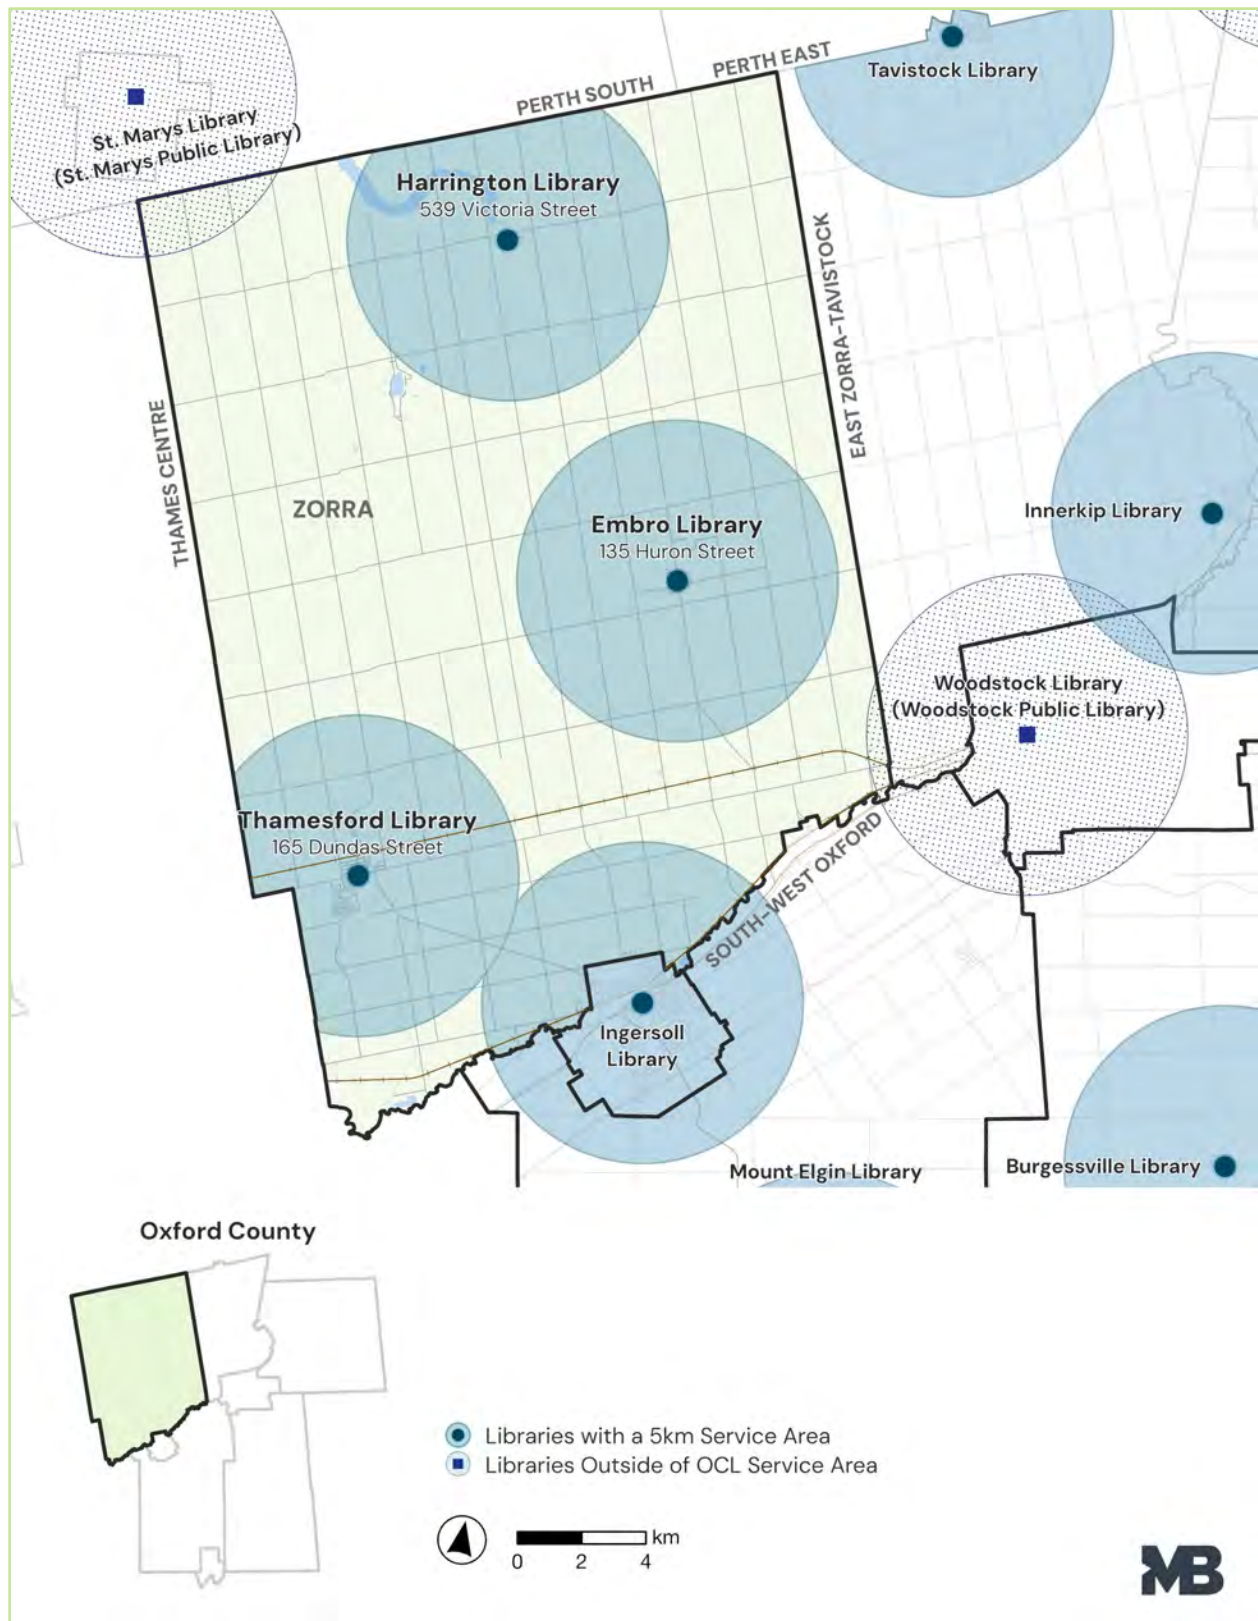 PERTH EAST
PERTH SOUTH
Tavistock Library
St. Marys Library
(St. Marys Public Library)
Harrington Library
539 Victoria Street
EAST ZORRA-TAVISTOCK
THAMES CENTRE
ZORRA
Embro Library
135 Huron Street
Innerkip Library
Woodstock Library
(Woodstock Public Library)
Thamesford Library
165 Dundas Street
SOUTH-WEST OXFORD
Ingersoll
Library
Mount Elgin Library
Burgessville Library
Oxford County
Libraries with a 5km Service Area
Libraries Outside of OCL Service Area
km
0 2 4
MB